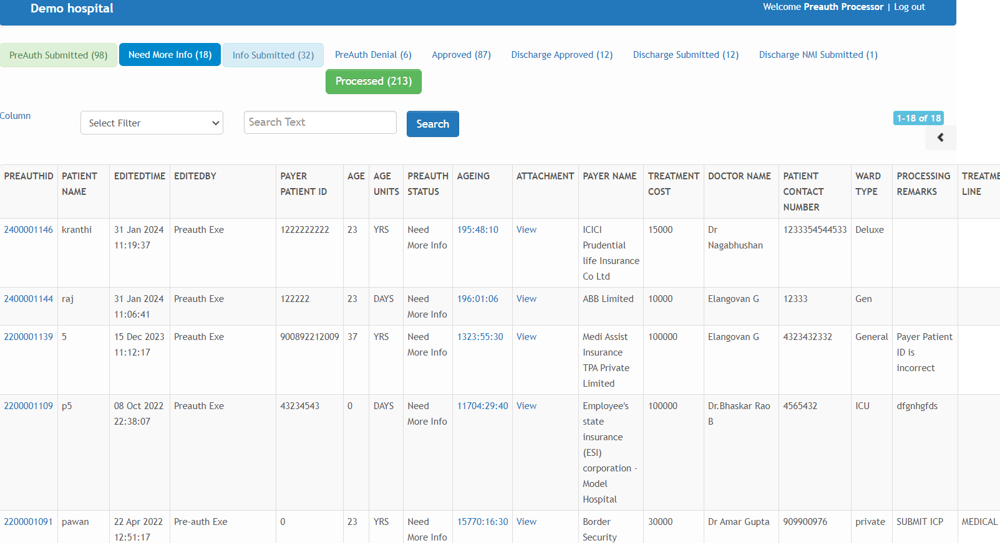 Demo hospital
Welcome Preauth Processor | Log out
PreAuth Submitted (98) Need More Info (18) Info Submitted (32) PreAuth Denial (6) Approved (87) Discharge Approved (12) Discharge Submitted (12) Discharge NMI Submitted (1)
Processed (213)
Column Select Filter Search Text Search 1-18 of 18
PREAUTHID PATIENT EDITEDTIME EDITEDBY PAYER AGE AGE PREAUTH AGEING ATTACHMENT PAYER NAME TREATMENT DOCTOR NAME PATIENT WARD PROCESSING TREATME
NAME PATIENT ID UNITS STATUS COST CONTACT TYPE REMARKS LINE
NUMBER
2400001146 kranthi 31 Jan 2024 Preauth Exe 1222222222 23 YRS Need 195:48:10 View ICICI 15000 Dr 1233354544533 Deluxe
11:19:37 More Info Prudential Nagabhushan
life Insurance
Co Ltd
2400001144 raj 31 Jan 2024 Preauth Exe 122222 23 DAYS Need 196:01:06 View ABB Limited 10000 Elangovan G 12333 Gen
11:06:41 More Info
2200001139 5 15 Dec 2023 Preauth Exe 900892212009 37 YRS Need 1323:55:30 View Medi Assist 100000 Elangovan G 4323432332 General Payer Patient
11:12:17 More Info Insurance ID is
TPA Private incorrect
Limited
2200001109 p5 08 Oct 2022 Preauth Exe 43234543 0 DAYS Need 11704:29:40 View Employee's 100000 Dr.Bhaskar Rao 4565432 ICU dfgnhgfds
22:38:07 More Info state B
insurance
(ESI)
corporation -
Model
Hospital
2200001091 pawan 22 Apr 2022 Pre-auth Exe 0 23 YRS Need 15770:16:30 View Border 30000 Dr Amar Gupta 909900976 private SUBMIT ICP MEDICAL
12:51:17 More Info Security